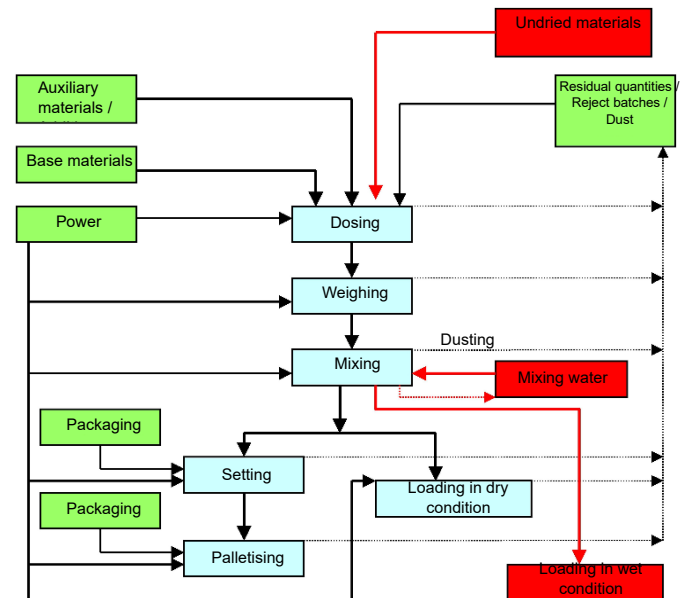 Undried materials
Auxiliary
materials /
Residual quantities /
Reject batches /
Dust
Base materials
Power
Dosing
Weighing
Dusting
Mixing
Mixing water
Packaging
Setting
Loading in dry
condition
Packaging
Palletising
Loading in wet
condition